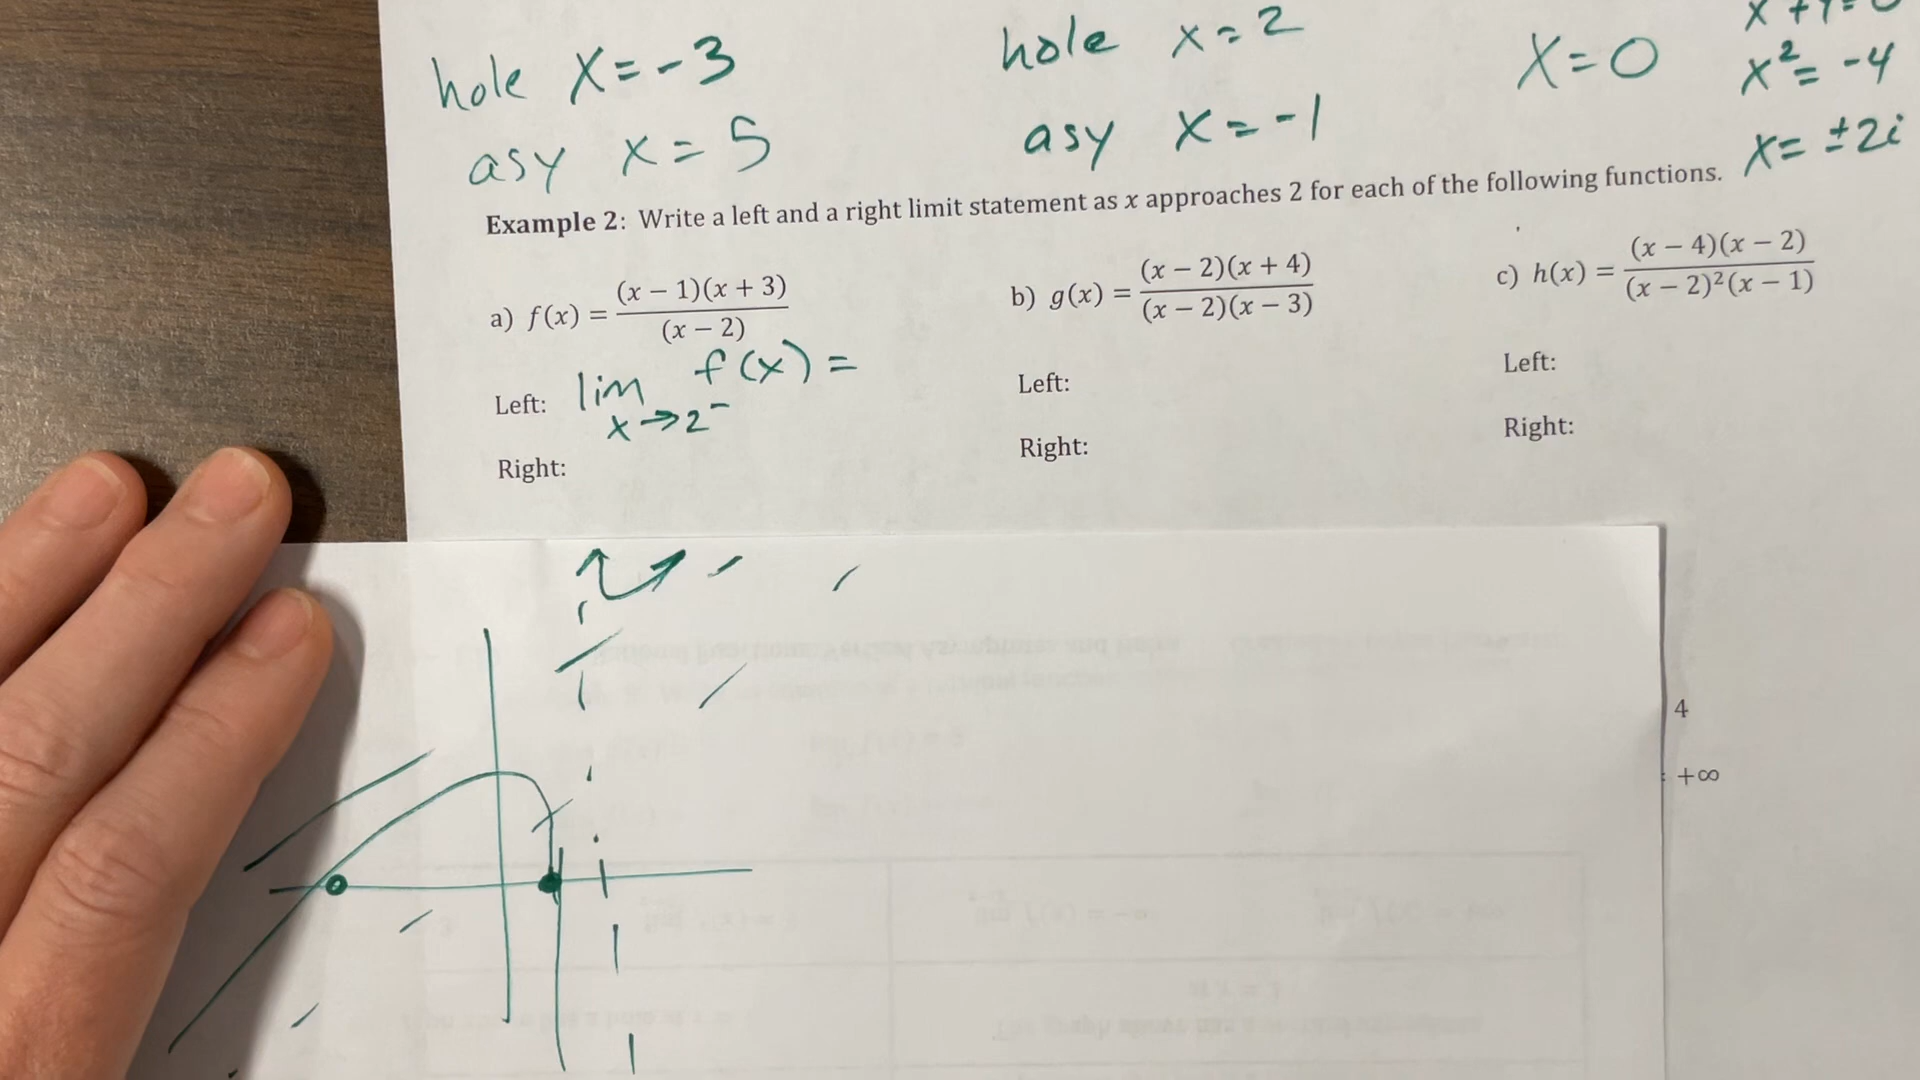 hole x = -3
asy x = 5
hole x = 2
asy x = -1
x = 0
x² = -4
x = ±2i
Example 2: Write a left and a right limit statement as x approaches 2 for each of the following functions.
a) f(x) = (x − 1)(x + 3) / (x − 2)
Left: lim x→2⁻ f(x) =
Right:
b) g(x) = (x − 2)(x + 4) / (x − 2)(x − 3)
Left:
Right:
c) h(x) = (x − 4)(x − 2) / (x − 2)²(x − 1)
Left:
Right:
4
+∞